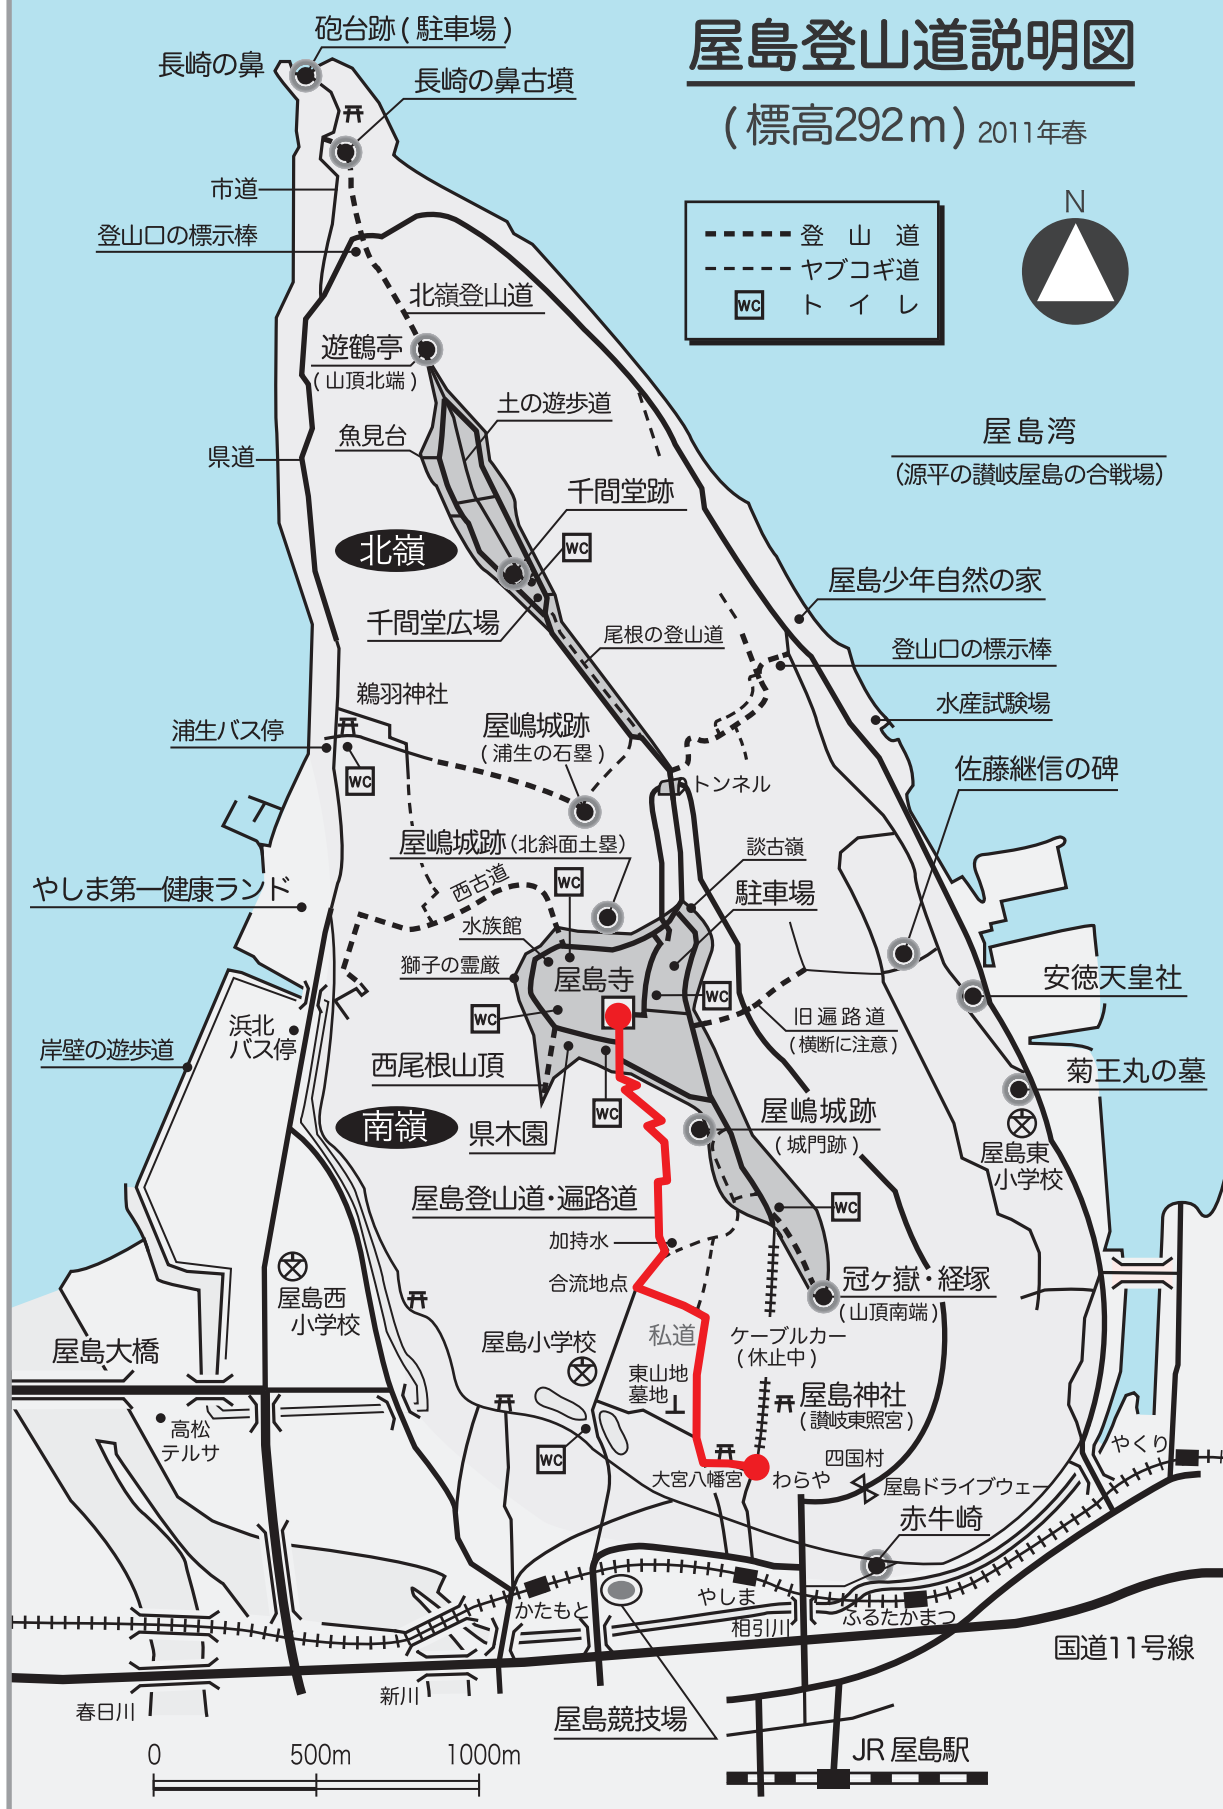 屋島登山道説明図
(標高292m) 2011年春
砲台跡(駐車場)
長崎の鼻
長崎の鼻古墳
市道
登山口の標示棒
N
登山道
ヤブコギ道
WC トイレ
北嶺登山道
遊鶴亭
(山頂北端)
土の遊歩道
魚見台
県道
屋島湾
(源平の讃岐屋島の合戦場)
千間堂跡
WC
北嶺
千間堂広場
尾根の登山道
屋島少年自然の家
登山口の標示棒
水産試験場
鵜羽神社
浦生バス停
WC
屋嶋城跡
(浦生の石塁)
トンネル
佐藤継信の碑
屋嶋城跡(北斜面土塁)
談古嶺
駐車場
西古道
WC
やしま第一健康ランド
水族館
獅子の霊厳
屋島寺
WC
WC
安徳天皇社
旧遍路道
(横断に注意)
浜北
バス停
岸壁の遊歩道
西尾根山頂
菊王丸の墓
南嶺
県木園
WC
屋嶋城跡
(城門跡)
屋島東
小学校
屋島登山道・遍路道
WC
加持水
合流地点
冠ヶ嶽・経塚
(山頂南端)
屋島西
小学校
屋島大橋
屋島小学校
私道
ケーブルカー
(休止中)
東山地
墓地
屋島神社
(讃岐東照宮)
高松
テルサ
WC
大宮八幡宮
わらや
四国村
屋島ドライブウェー
やくり
赤牛崎
かたもと
やしま
相引川
ふるたかまつ
国道11号線
春日川
新川
屋島競技場
JR 屋島駅
0 500m 1000m